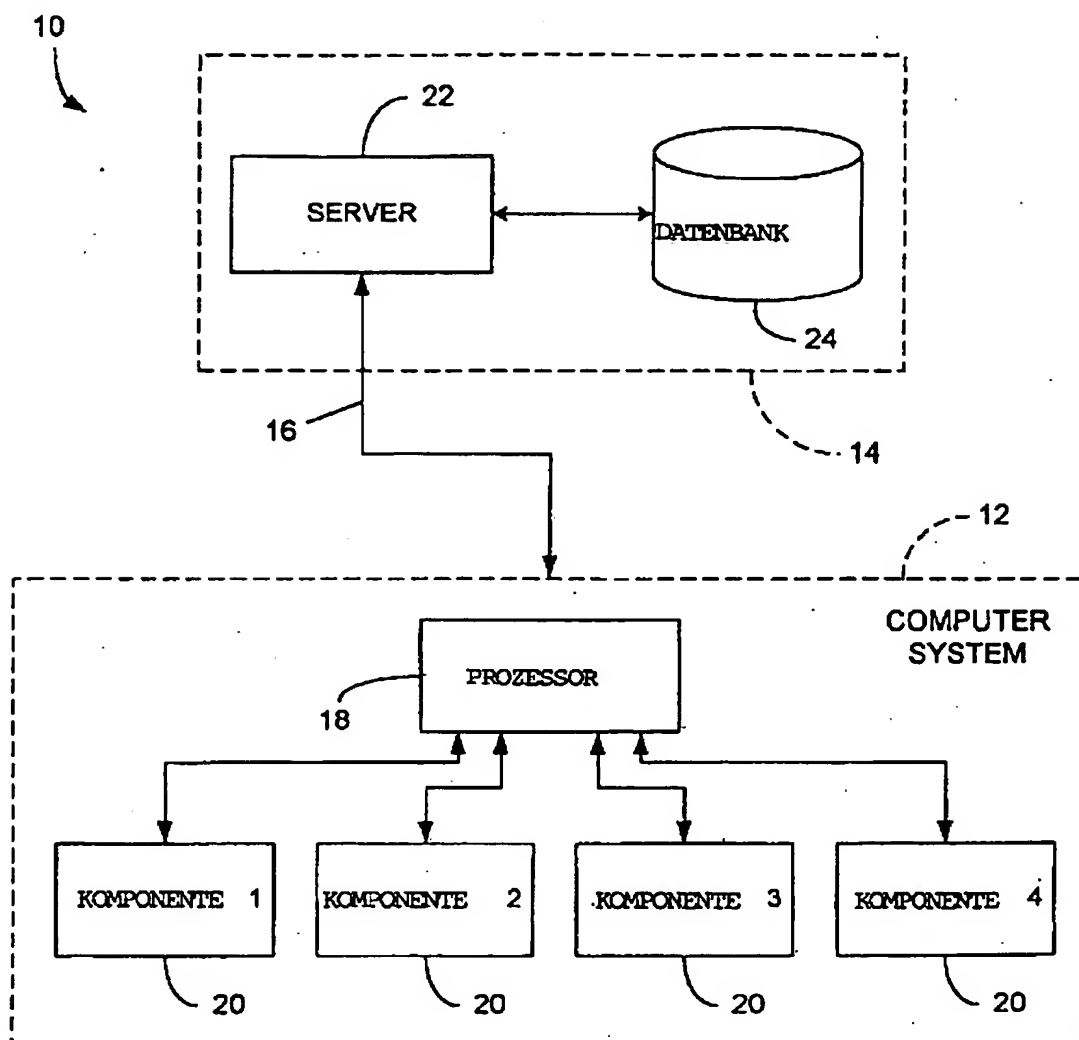 10
22
SERVER
DATENBANK
24
16
14
12
COMPUTER
SYSTEM
PROZESSOR
18
KOMPONENTE 1
KOMPONENTE 2
KOMPONENTE 3
KOMPONENTE 4
20
20
20
20